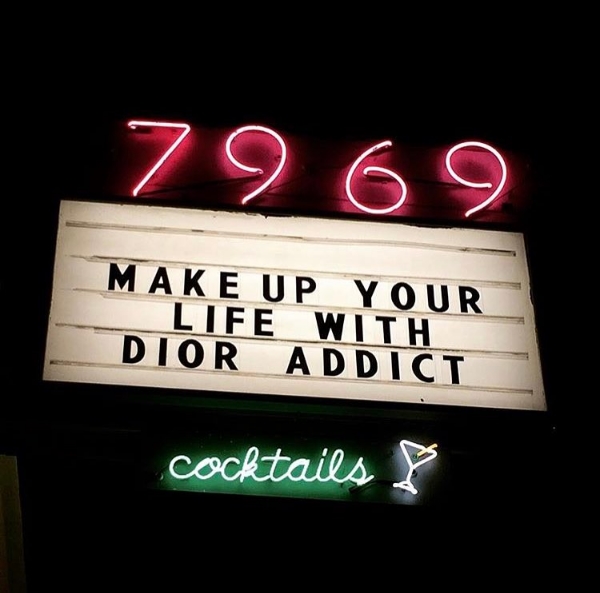 7969
MAKE UP YOUR
LIFE WITH
DIOR ADDICT
cocktails